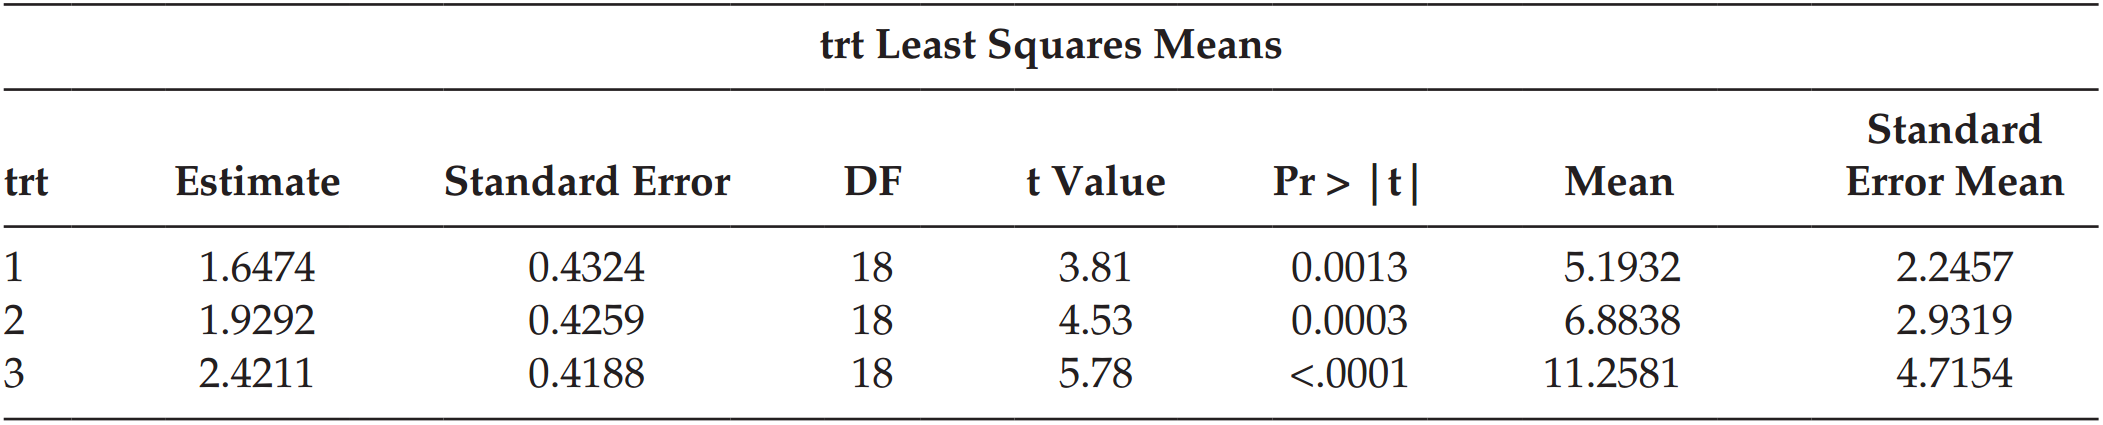 trt Least Squares Means
Standard
trt Estimate Standard Error DF t Value Pr > |t| Mean Error Mean
1 1.6474 0.4324 18 3.81 0.0013 5.1932 2.2457
2 1.9292 0.4259 18 4.53 0.0003 6.8838 2.9319
3 2.4211 0.4188 18 5.78 <.0001 11.2581 4.7154